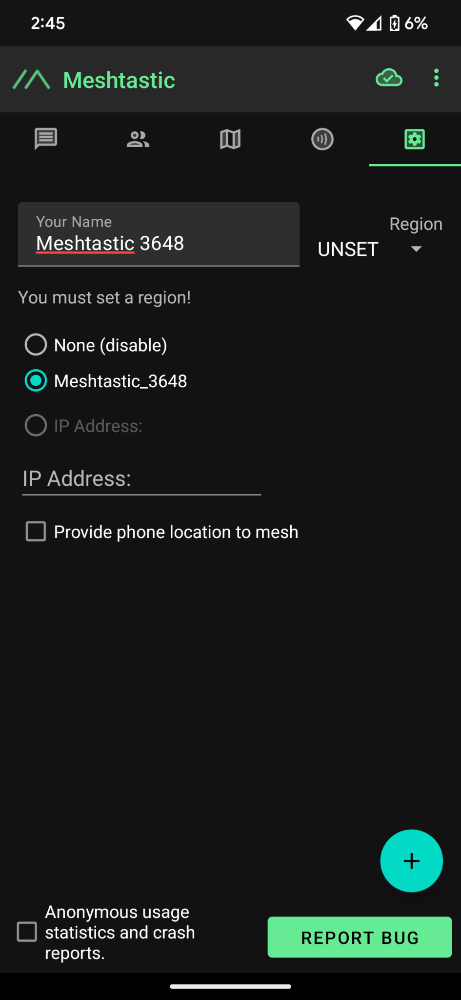 2:45
6%
Meshtastic
Your Name
Meshtastic 3648
Region
UNSET
You must set a region!
None (disable)
Meshtastic_3648
IP Address:
IP Address:
Provide phone location to mesh
Anonymous usage
statistics and crash
reports.
REPORT BUG